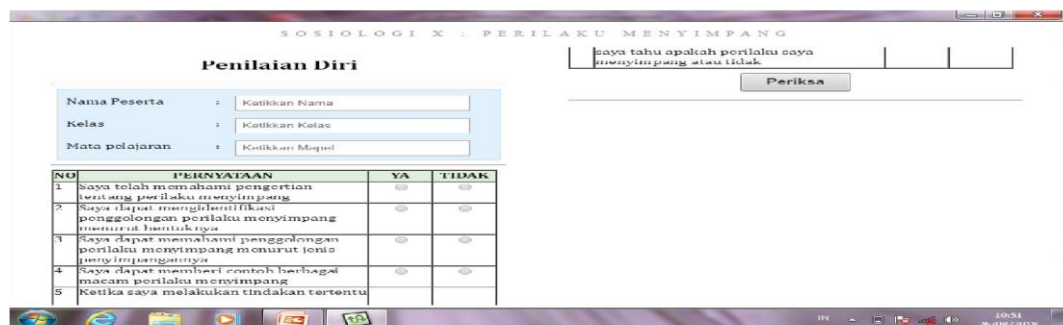 SOSIOLOGI X : PERILAKU MENYIMPANG
Penilaian Diri
Nama Peserta : Ketikkan Nama
Kelas : Ketikkan Kelas
Mata pelajaran : Ketikkan Mapel
NO PERNYATAAN YA TIDAK
1 Saya telah memahami pengertian
tentang perilaku menyimpang
2 Saya dapat mengidentifikasi
penggolongan perilaku menyimpang
menurut bentuknya
3 Saya dapat memahami penggolongan
perilaku menyimpang menurut jenis
penyimpangannya
4 Saya dapat memberi contoh berbagai
macam perilaku menyimpang
5 Ketika saya melakukan tindakan tertentu
saya tahu apakah perilaku saya
menyimpang atau tidak
Periksa
IN
10:51